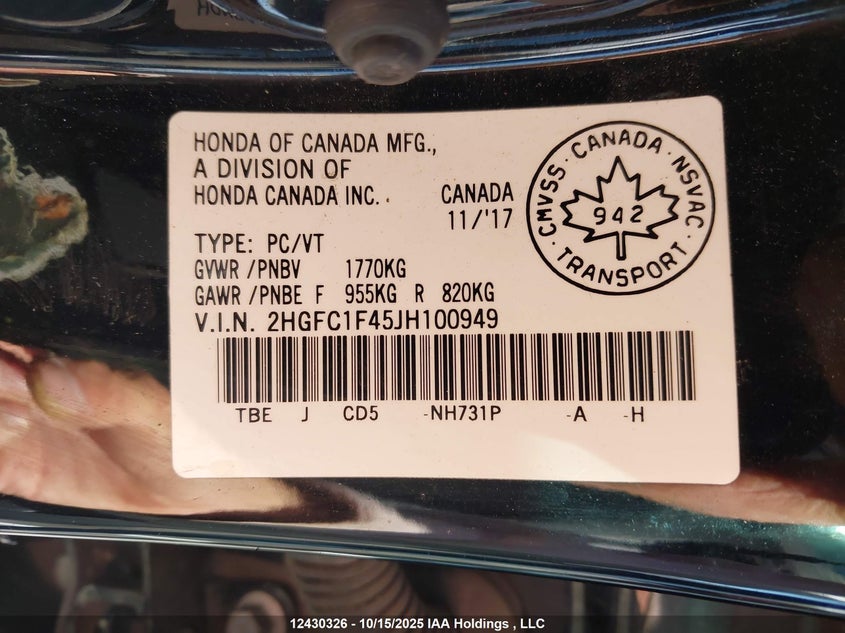 HONDA OF CANADA MFG.,
A DIVISION OF
HONDA CANADA INC.
CANADA
11/'17
CMVSS · CANADA · NSVAC
942
· TRANSPORT ·
TYPE: PC/VT
GVWR /PNBV 1770KG
GAWR /PNBE F 955KG R 820KG
V.I.N. 2HGFC1F45JH100949
TBE J CD5 -NH731P -A -H
12430326 - 10/15/2025 IAA Holdings , LLC